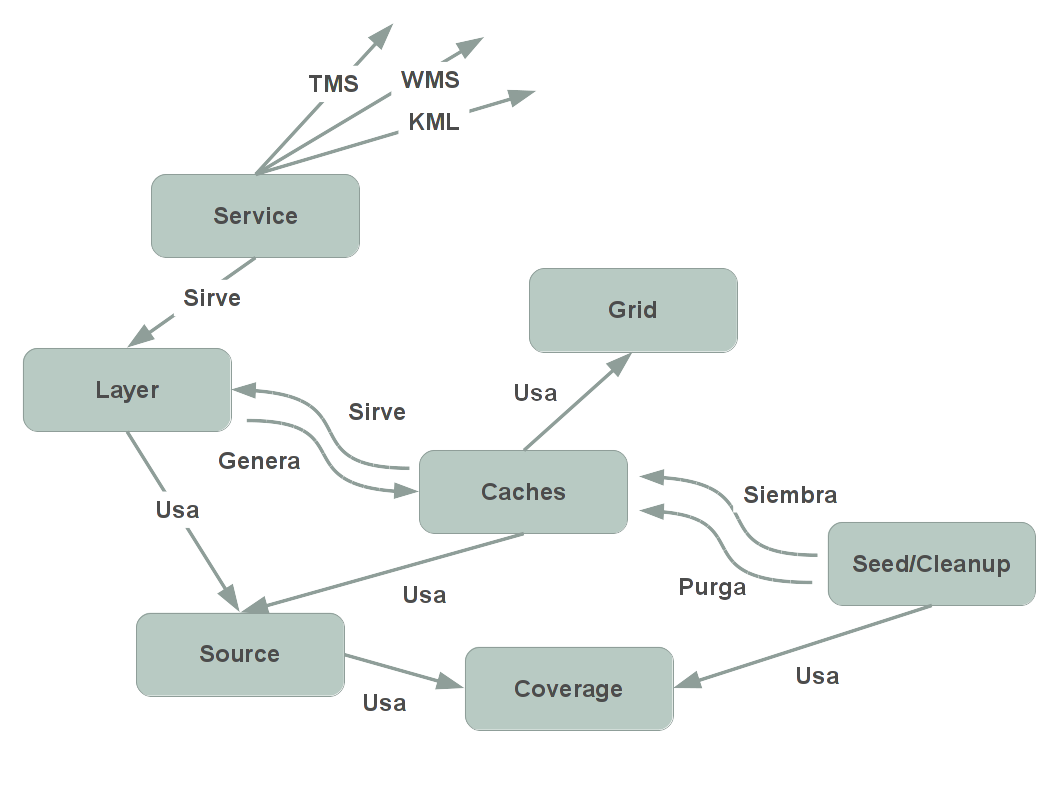 TMS
WMS
KML
Service
Sirve
Grid
Layer
Usa
Sirve
Genera
Caches
Siembra
Usa
Seed/Cleanup
Usa
Purga
Source
Coverage
Usa
Usa